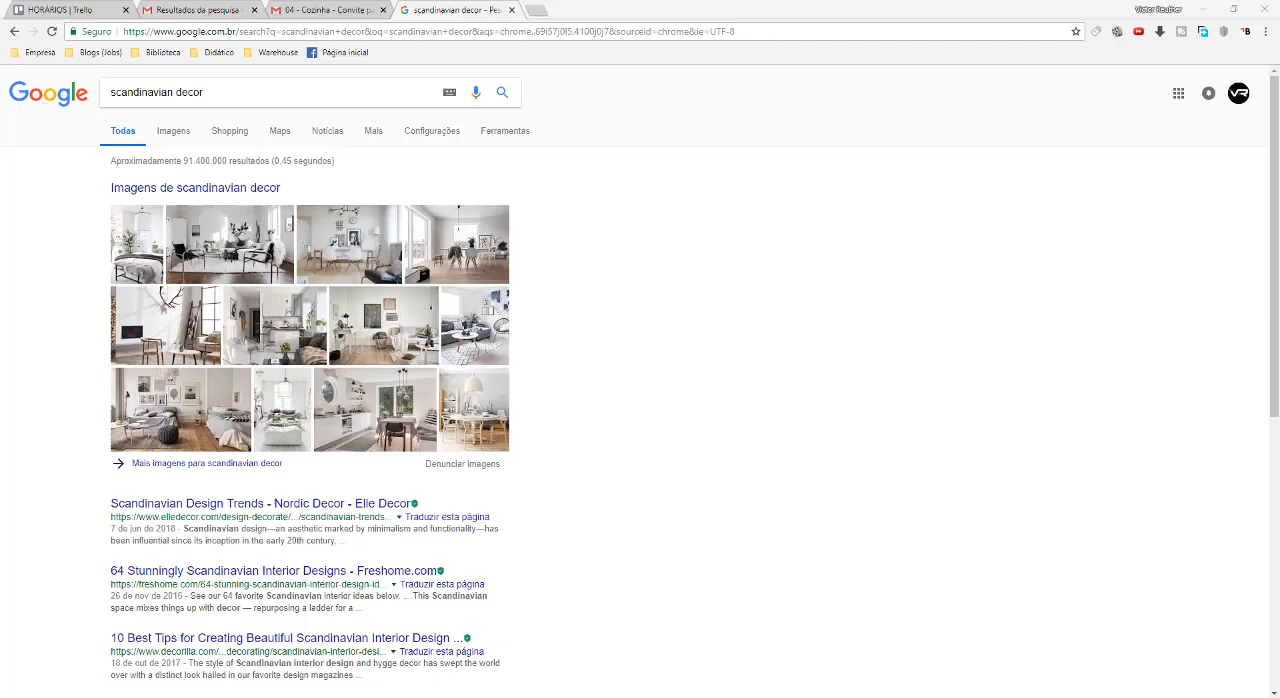 HORÁRIOS | Trello
Resultados da pesquisa -
04 - Cozinha - Convite pa
scandinavian decor - Pes
Victor Reuther
Seguro
https://www.google.com.br/search?q=scandinavian+decor&oq=scandinavian+decor&aqs=chrome..69i57j0l5.4100j0j7&sourceid=chrome&ie=UTF-8
Empresa
Blogs (Jobs)
Biblioteca
Didático
Warehouse
Página inicial
Google
scandinavian decor
VR
Todas
Imagens
Shopping
Maps
Notícias
Mais
Configurações
Ferramentas
Aproximadamente 91.400.000 resultados (0,45 segundos)
Imagens de scandinavian decor
Mais imagens para scandinavian decor
Denunciar imagens
Scandinavian Design Trends - Nordic Decor - Elle Decor
https://www.elledecor.com/design-decorate/.../scandinavian-trends... ▾ Traduzir esta página
7 de jun de 2018 - Scandinavian design—an aesthetic marked by minimalism and functionality—has
been influential since its inception in the early 20th century, ...
64 Stunningly Scandinavian Interior Designs - Freshome.com
https://freshome.com/64-stunning-scandinavian-interior-design-id... ▾ Traduzir esta página
26 de nov de 2016 - See our 64 favorite Scandinavian interior ideas below. ... This Scandinavian
space mixes things up with decor — repurposing a ladder for a ...
10 Best Tips for Creating Beautiful Scandinavian Interior Design ...
https://www.decorilla.com/...decorating/scandinavian-interior-desi... ▾ Traduzir esta página
18 de out de 2017 - The style of Scandinavian interior design and hygge decor has swept the world
over with a distinct look hailed in our favorite design magazines ...